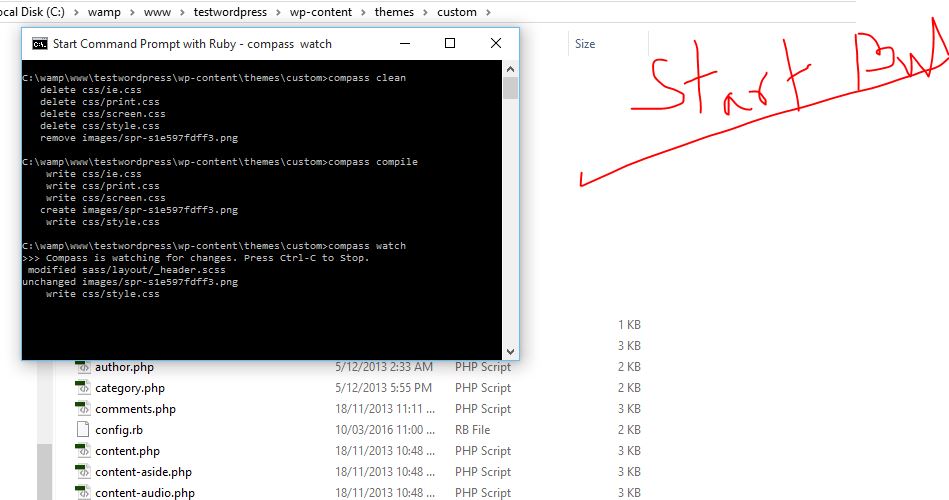 ocal Disk (C:) > wamp > www > testwordpress > wp-content > themes > custom >
Start Command Prompt with Ruby - compass watch
Size
C:\wamp\www\testwordpress\wp-content\themes\custom>compass clean
delete css/ie.css
delete css/print.css
delete css/screen.css
delete css/style.css
remove images/spr-s1e597fdff3.png
C:\wamp\www\testwordpress\wp-content\themes\custom>compass compile
write css/ie.css
write css/print.css
write css/screen.css
create images/spr-s1e597fdff3.png
write css/style.css
C:\wamp\www\testwordpress\wp-content\themes\custom>compass watch
>>> Compass is watching for changes. Press Ctrl-C to Stop.
modified sass/layout/_header.scss
unchanged images/spr-s1e597fdff3.png
write css/style.css
Start
1 KB
3 KB
author.php 5/12/2013 2:33 AM PHP Script 2 KB
category.php 5/12/2013 5:55 PM PHP Script 2 KB
comments.php 18/11/2013 11:11 ... PHP Script 3 KB
config.rb 10/03/2016 11:00 ... RB File 2 KB
content.php 18/11/2013 10:48 ... PHP Script 3 KB
content-aside.php 18/11/2013 10:48 ... PHP Script 3 KB
content-audio.php 18/11/2013 10:48 ... PHP Script 3 KB